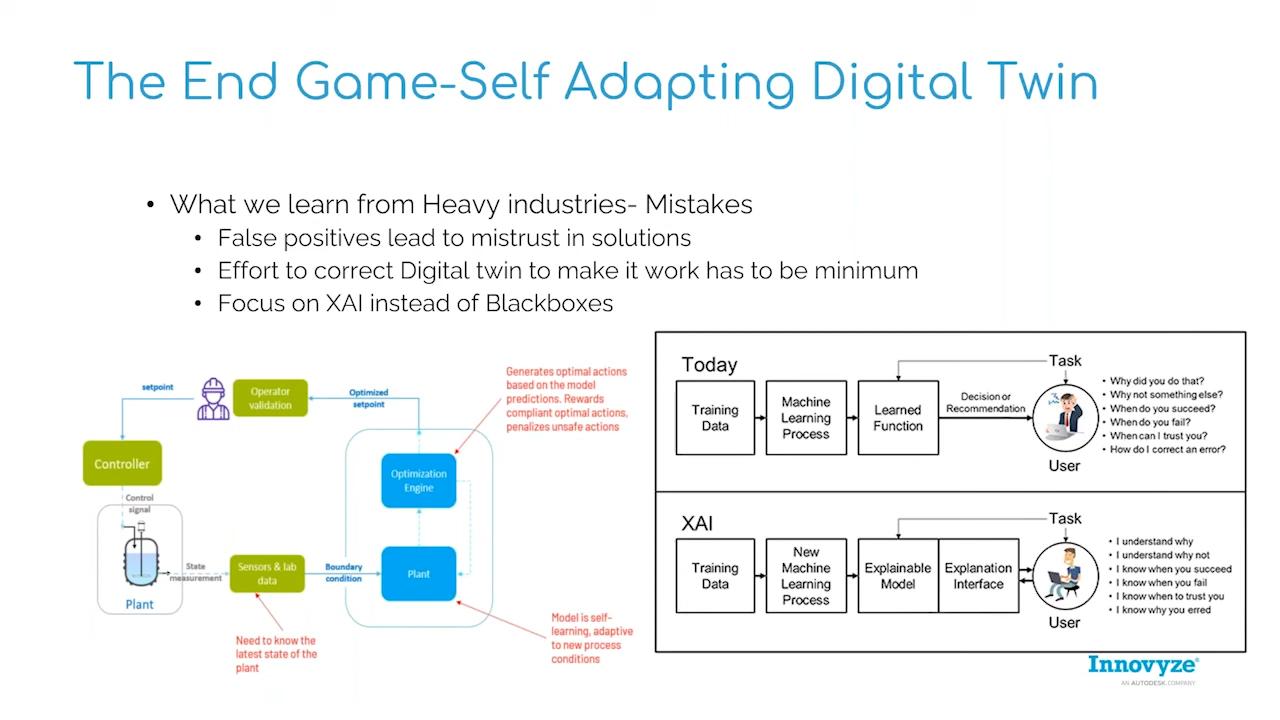 The End Game-Self Adapting Digital Twin
• What we learn from Heavy industries- Mistakes
• False positives lead to mistrust in solutions
• Effort to correct Digital twin to make it work has to be minimum
• Focus on XAI instead of Blackboxes
setpoint
Operator
validation
Optimized
setpoint
Generates optimal actions
based on the model
predictions. Rewards
compliant optimal actions,
penalizes unsafe actions
Controller
Control
signal
Optimization
Engine
Plant
State
measurement
Sensors & lab
data
Boundary
condition
Plant
Need to know the
latest state of the
plant
Model is self-
learning, adaptive
to new process
conditions
Today
Task
Training
Data
Machine
Learning
Process
Learned
Function
Decision or
Recommendation
User
• Why did you do that?
• Why not something else?
• When do you succeed?
• When do you fail?
• When can I trust you?
• How do I correct an error?
XAI
Task
Training
Data
New
Machine
Learning
Process
Explainable
Model
Explanation
Interface
User
• I understand why
• I understand why not
• I know when you succeed
• I know when you fail
• I know when to trust you
• I know why you erred
Innovyze®
AN AUTODESK COMPANY